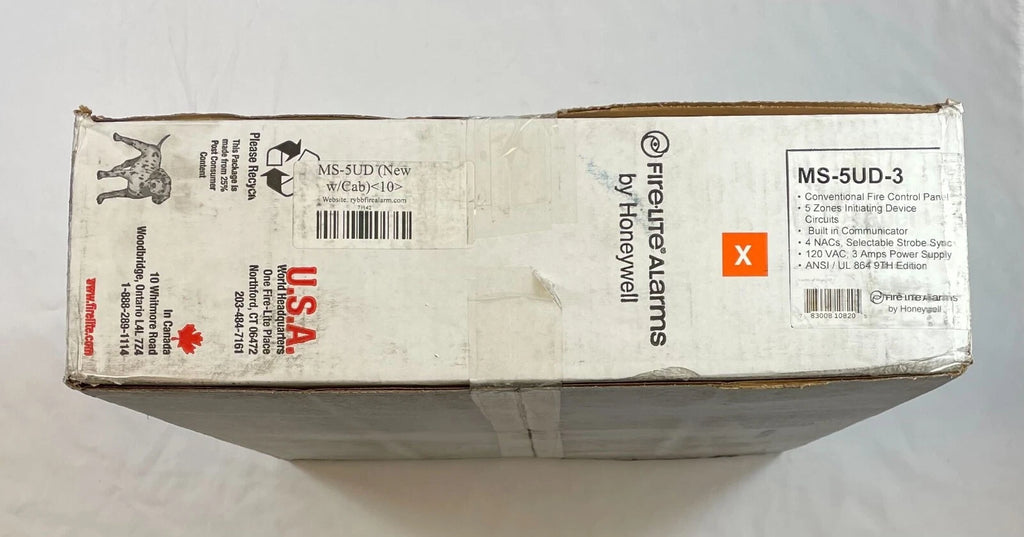 Please Recycle
This Package is
made from 25%
Post Consumer
Content
MS-5UD (New
w/Cab)<10>
Website: rybbfirealarm.com
71142
U.S.A.
World Headquarters
One Fire-Lite Place
Northford, CT 06472
203-484-7161
In Canada
10 Whitmore Road
Woodbridge, Ontario L4L 7Z4
1-888-289-1114
www.firelite.com
FIRE-LITE® ALARMS
by Honeywell
X
MS-5UD-3
• Conventional Fire Control Panel
• 5 Zones Initiating Device
Circuits
• Built in Communicator
• 4 NACs, Selectable Strobe Sync
• 120 VAC, 3 Amps Power Supply
• ANSI / UL 864 9TH Edition
83008 10820 5
FIRE-LITE ALARMS
by Honeywell